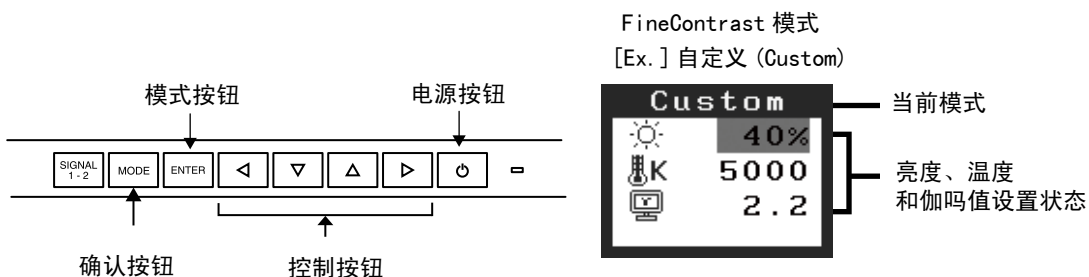 FineContrast 模式
[Ex.] 自定义 (Custom)
模式按钮
电源按钮
Custom
当前模式
SIGNAL
1 - 2
MODE
ENTER
40%
K 5000
2.2
亮度、温度
和伽吗值设置状态
确认按钮
控制按钮